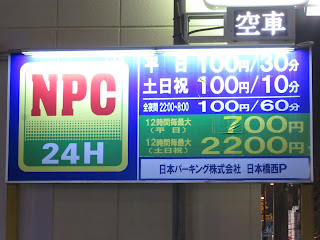 空車
NPC
24H
平日 100円/30分
土日祝 100円/10分
全夜間 22:00-8:00 100円/60分
12時間毎最大
(平日) 700円
12時間毎最大
(土日祝) 2200円
日本パーキング株式会社 日本橋西P